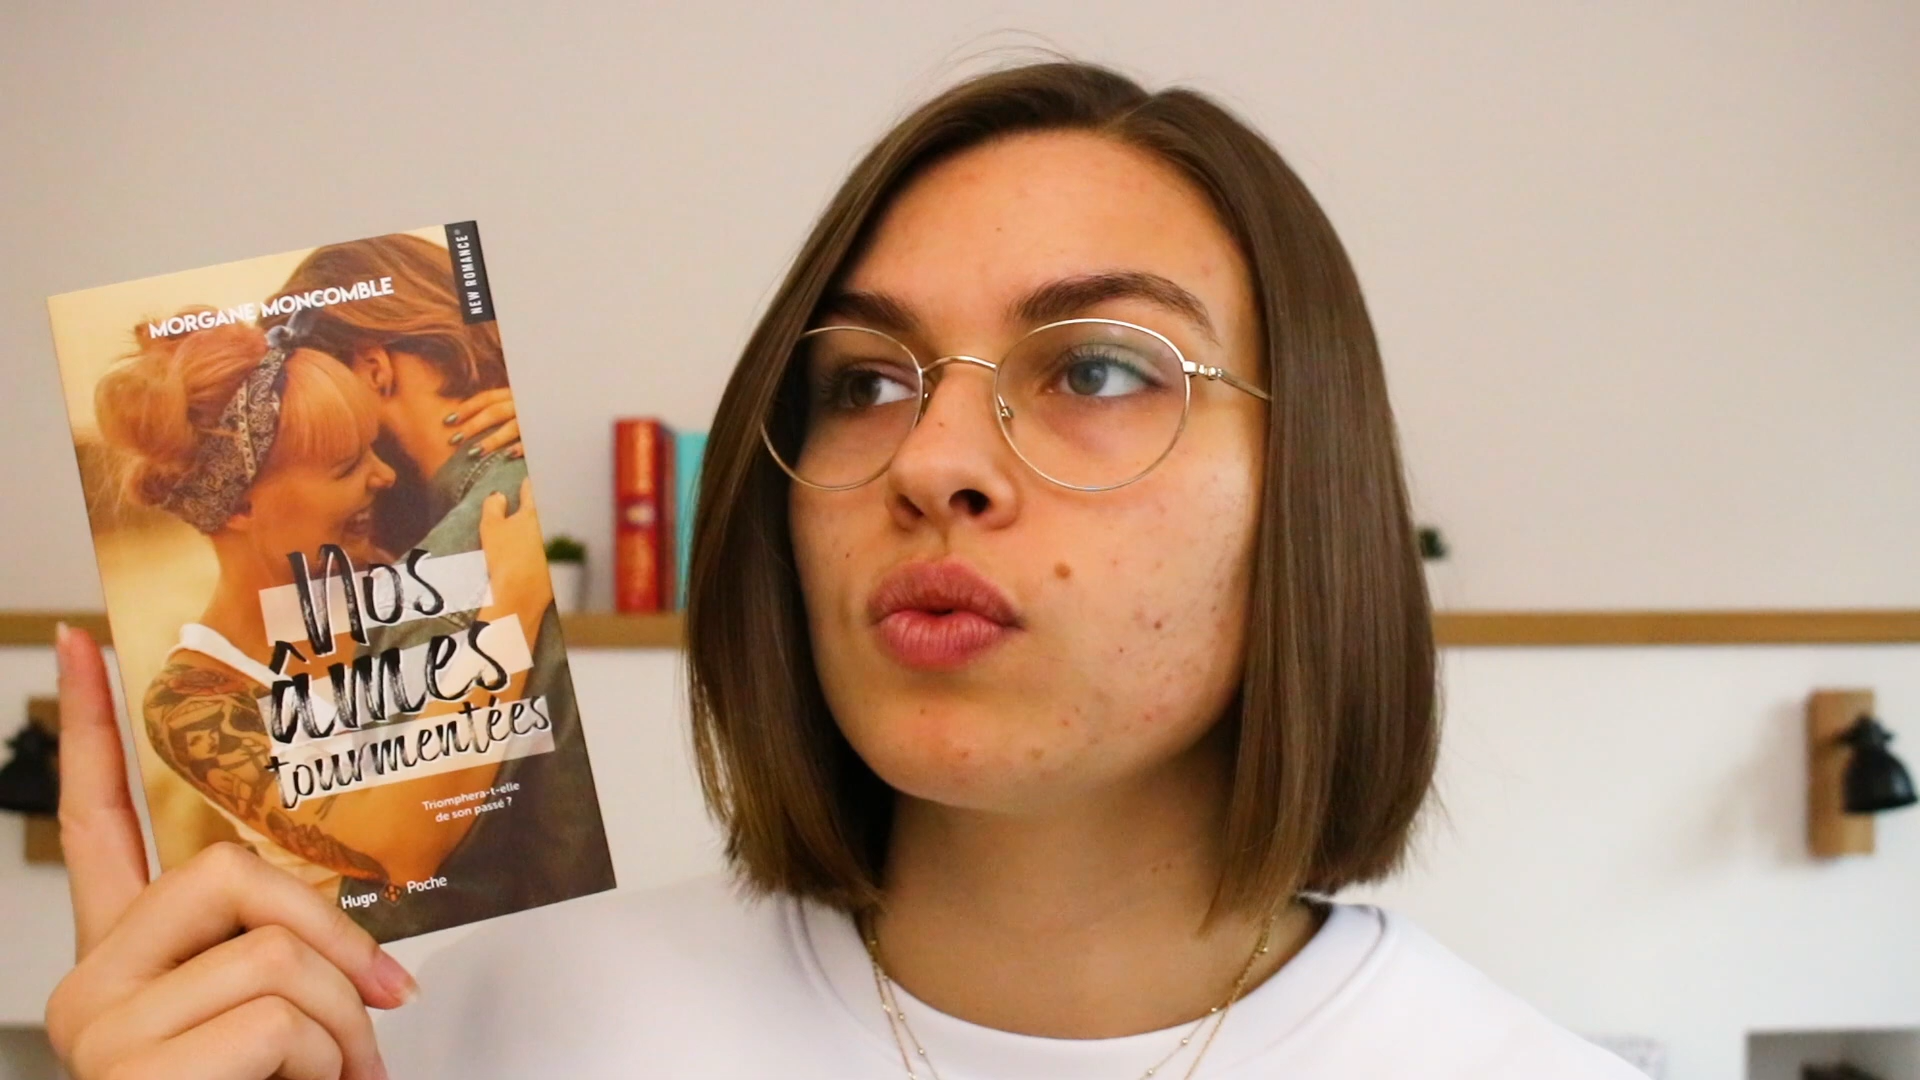 NEW ROMANCE®
MORGANE MONCOMBLE
Nos
âmes
tourmentées
Triomphera-t-elle
de son passé ?
Hugo Poche